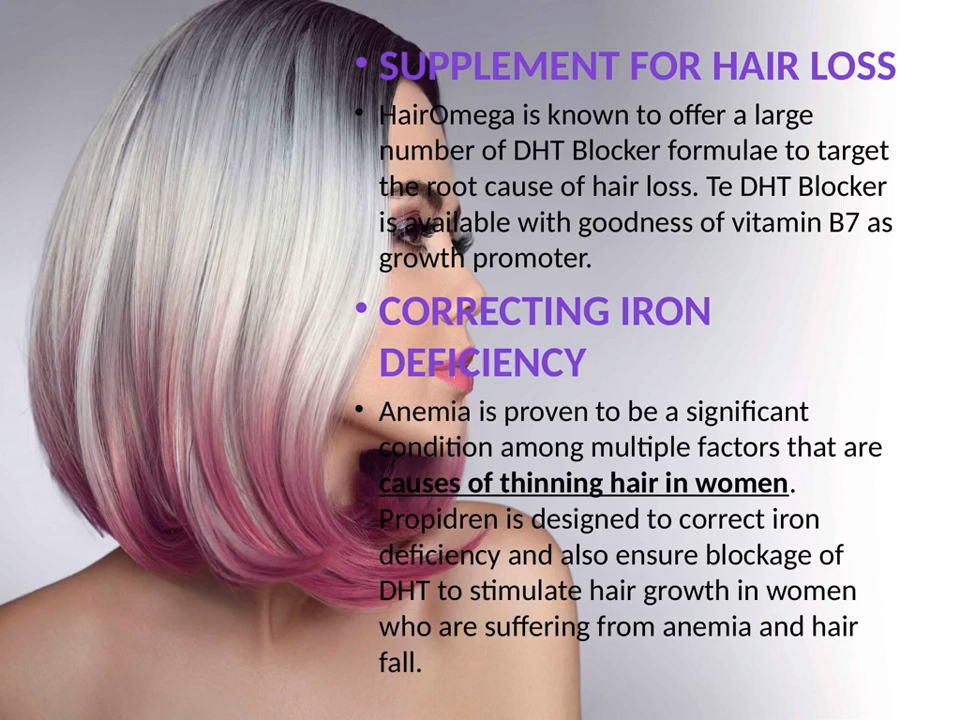 • SUPPLEMENT FOR HAIR LOSS
• HairOmega is known to offer a large
number of DHT Blocker formulae to target
the root cause of hair loss. Te DHT Blocker
is available with goodness of vitamin B7 as
growth promoter.
• CORRECTING IRON
DEFICIENCY
• Anemia is proven to be a significant
condition among multiple factors that are
causes of thinning hair in women.
Propidren is designed to correct iron
deficiency and also ensure blockage of
DHT to stimulate hair growth in women
who are suffering from anemia and hair
fall.